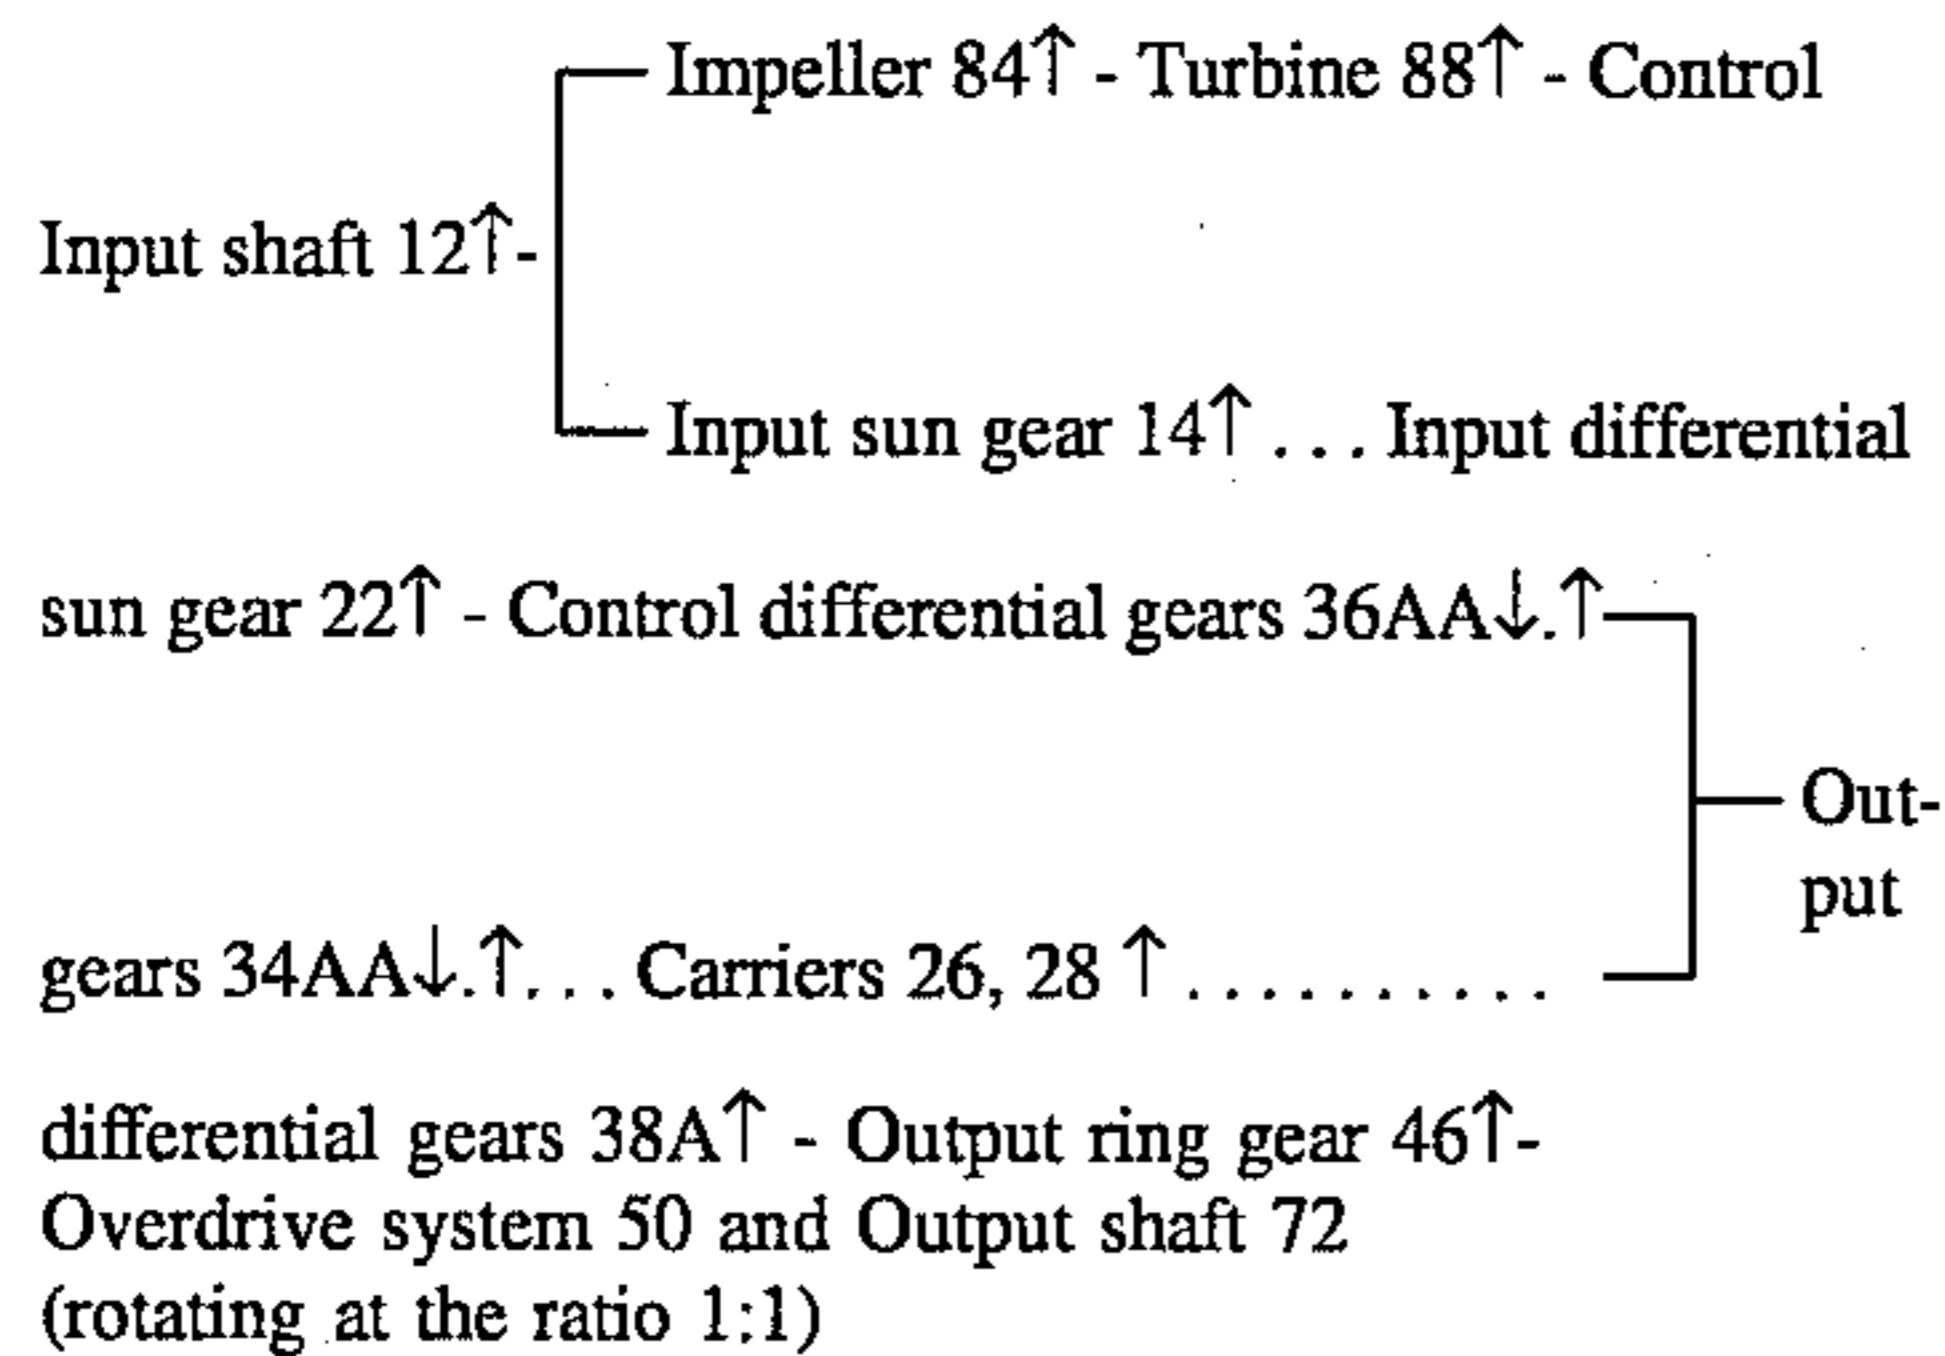 Impeller 84↑ - Turbine 88↑ - Control
Input shaft 12↑-
Input sun gear 14↑ . . . Input differential
sun gear 22↑ - Control differential gears 36AA↓.↑
Out-
put
gears 34AA↓.↑. . . Carriers 26, 28 ↑ . . . . . . . . . .
differential gears 38A↑ - Output ring gear 46↑-
Overdrive system 50 and Output shaft 72
(rotating at the ratio 1:1)